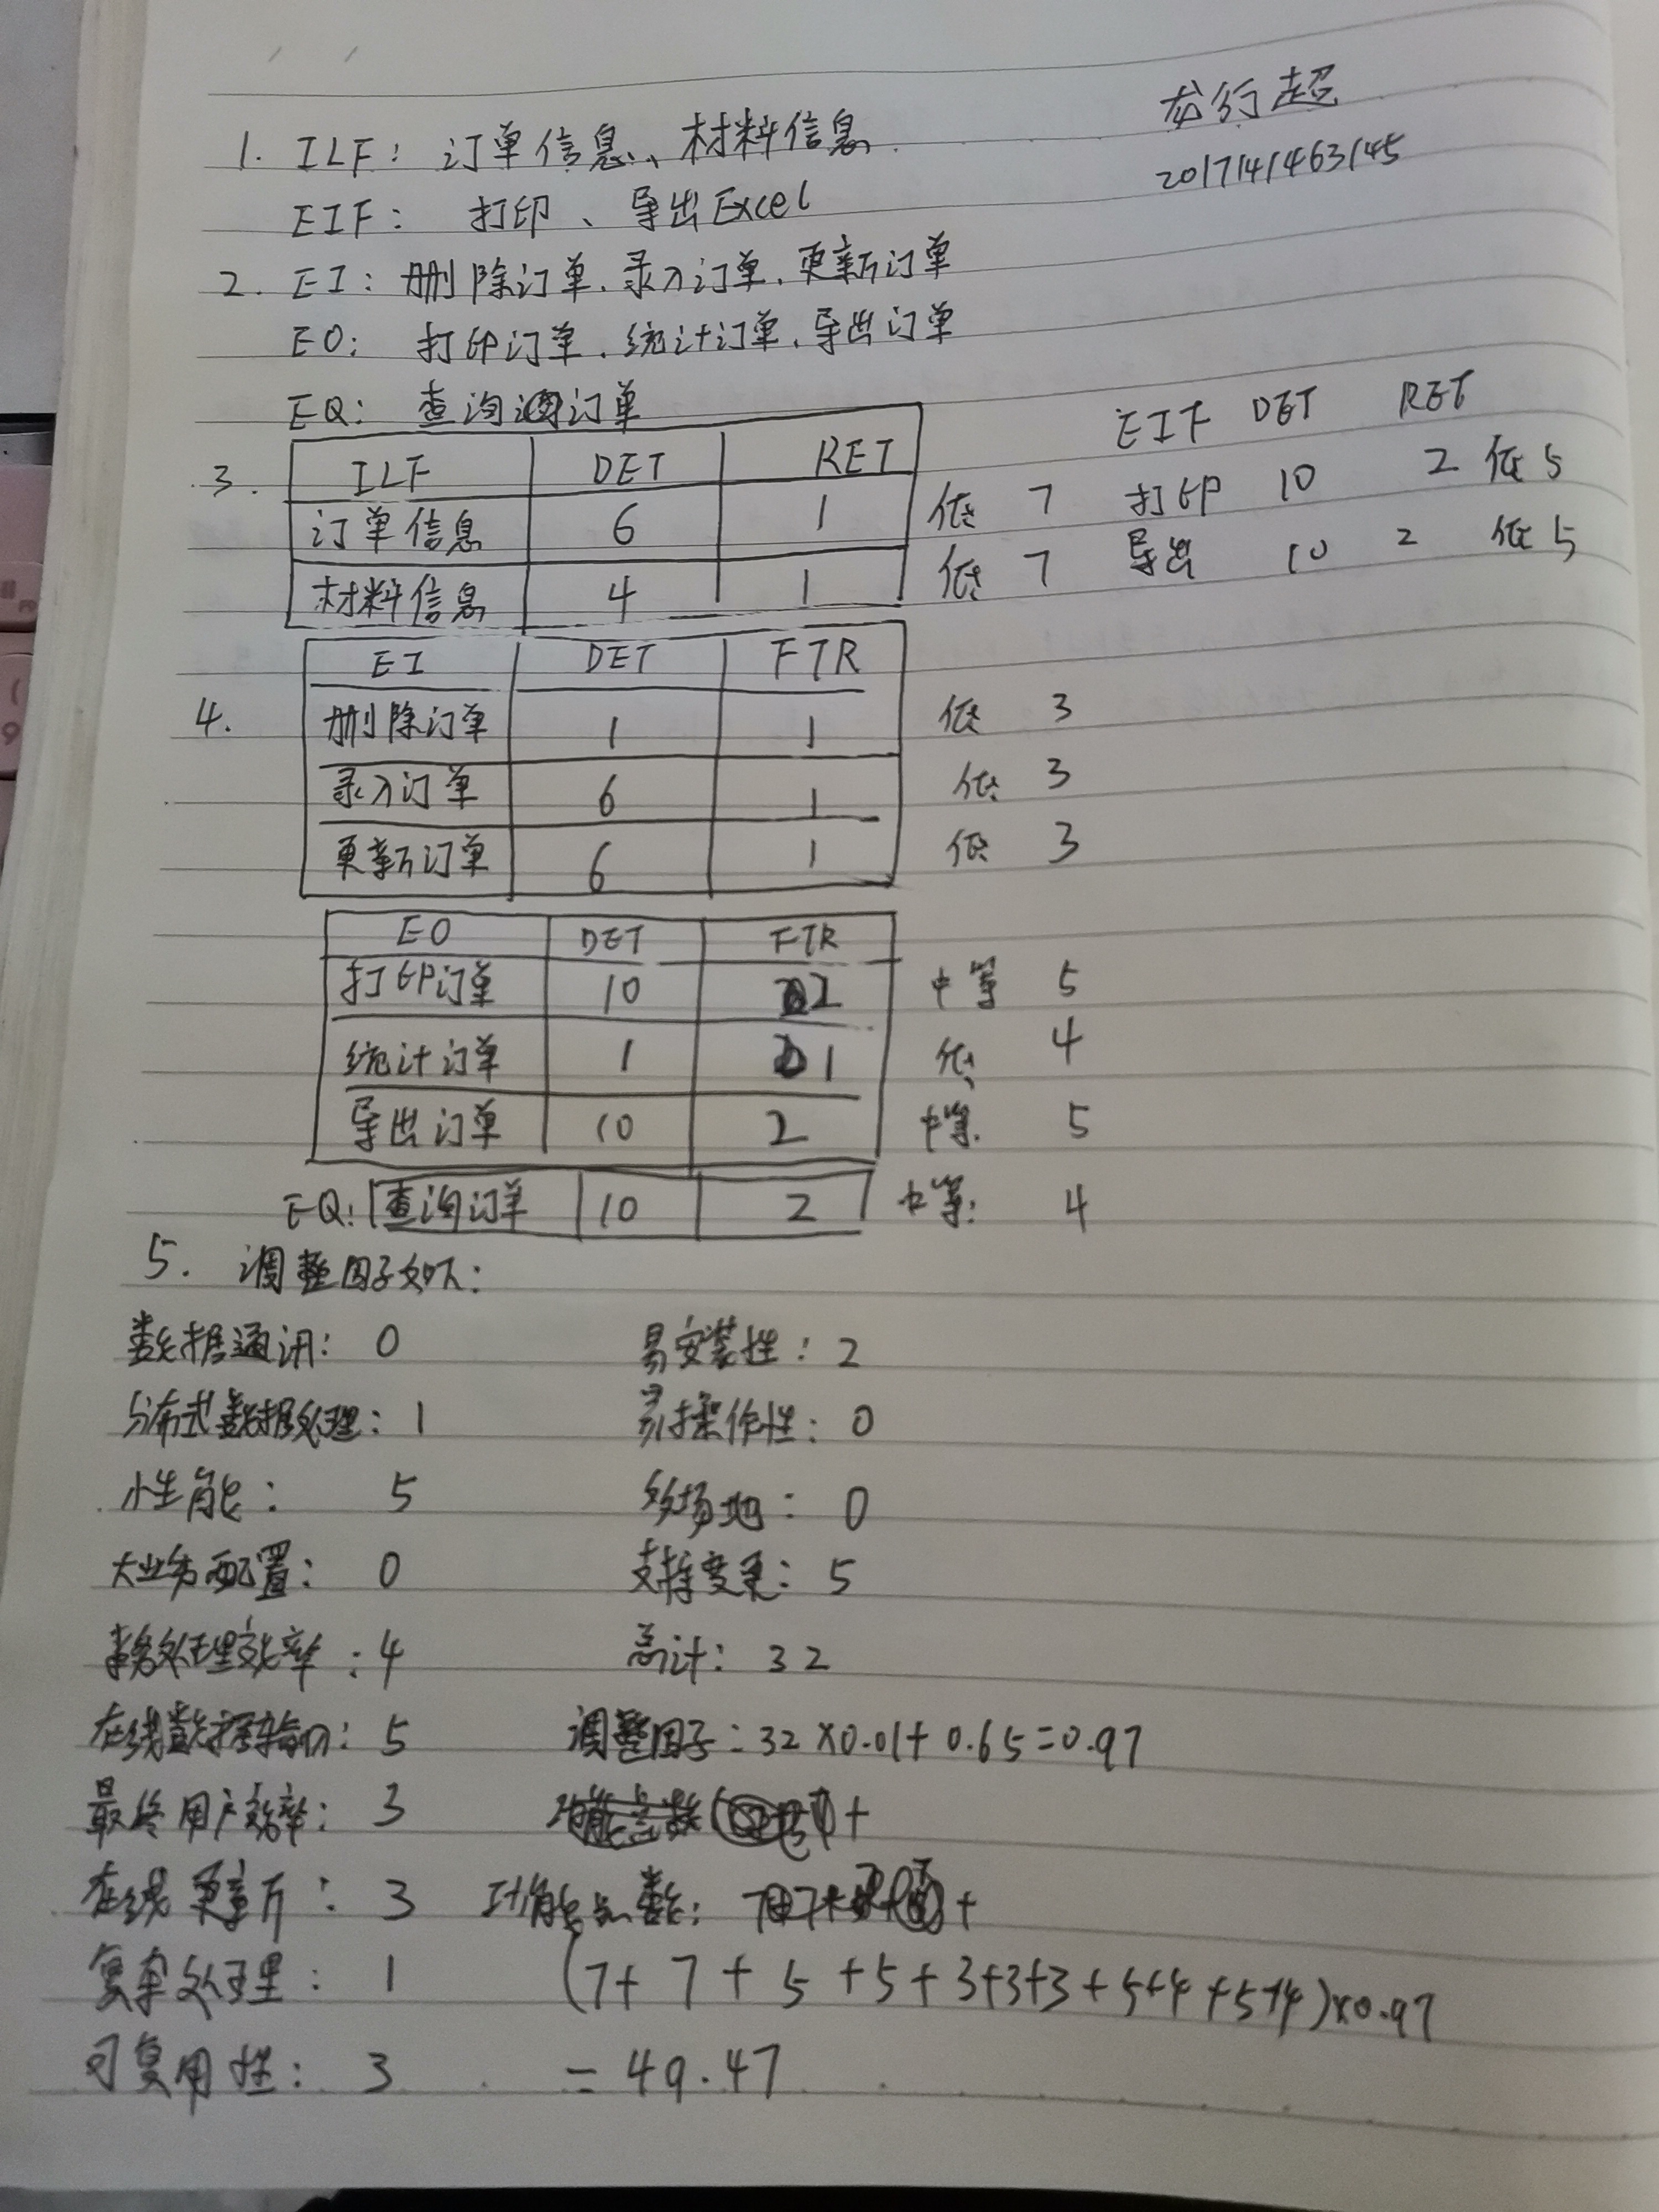 龙行超
2017141463145
1. ILF: 订单信息、材料信息
EIF: 打印、导出Excel
2. EI: 删除订单、录入订单、更新订单
EO: 打印订单、统计订单、导出订单
EQ: 查询订单
3. ILF DET RET
订单信息 6 1 低 7
材料信息 4 1 低 7
EIF DET RET
打印 10 2 低 5
导出 10 2 低 5
4. EI DET FTR
删除订单 1 1 低 3
录入订单 6 1 低 3
更新订单 6 1 低 3
EO DET FTR
打印订单 10 2 中等 5
统计订单 1 1 低 4
导出订单 10 2 中等 5
EQ: 查询订单 10 2 中等 4
5. 调整因子如下:
数据通讯: 0
分布式数据处理: 1
性能: 5
大业务配置: 0
事务处理效率: 4
在线数据输入: 5
最终用户效率: 3
在线更新: 3
复杂处理: 1
可复用性: 3
易安装性: 2
易操作性: 0
多场地: 0
支持变更: 5
总计: 32
调整因子: 32×0.01+0.65=0.97
功能点数:
(7+7+5+5+3+3+3+5+4+5+4)×0.97
=49.47